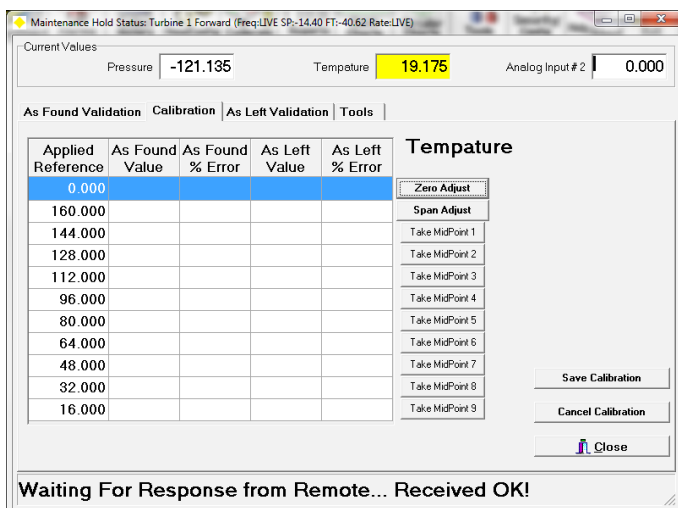 Maintenance Hold Status: Turbine 1 Forward (Freq:LIVE SP:-14.40 FT:-40.62 Rate:LIVE)
Current Values
Pressure -121.135 Tempature 19.175 Analog Input # 2 0.000
As Found Validation Calibration As Left Validation Tools
Applied Reference As Found Value As Found % Error As Left Value As Left % Error Tempature
0.000 Zero Adjust
160.000 Span Adjust
144.000 Take MidPoint 1
128.000 Take MidPoint 2
112.000 Take MidPoint 3
96.000 Take MidPoint 4
80.000 Take MidPoint 5
64.000 Take MidPoint 6
48.000 Take MidPoint 7
32.000 Take MidPoint 8
16.000 Take MidPoint 9
Save Calibration
Cancel Calibration
Close
Waiting For Response from Remote... Received OK!